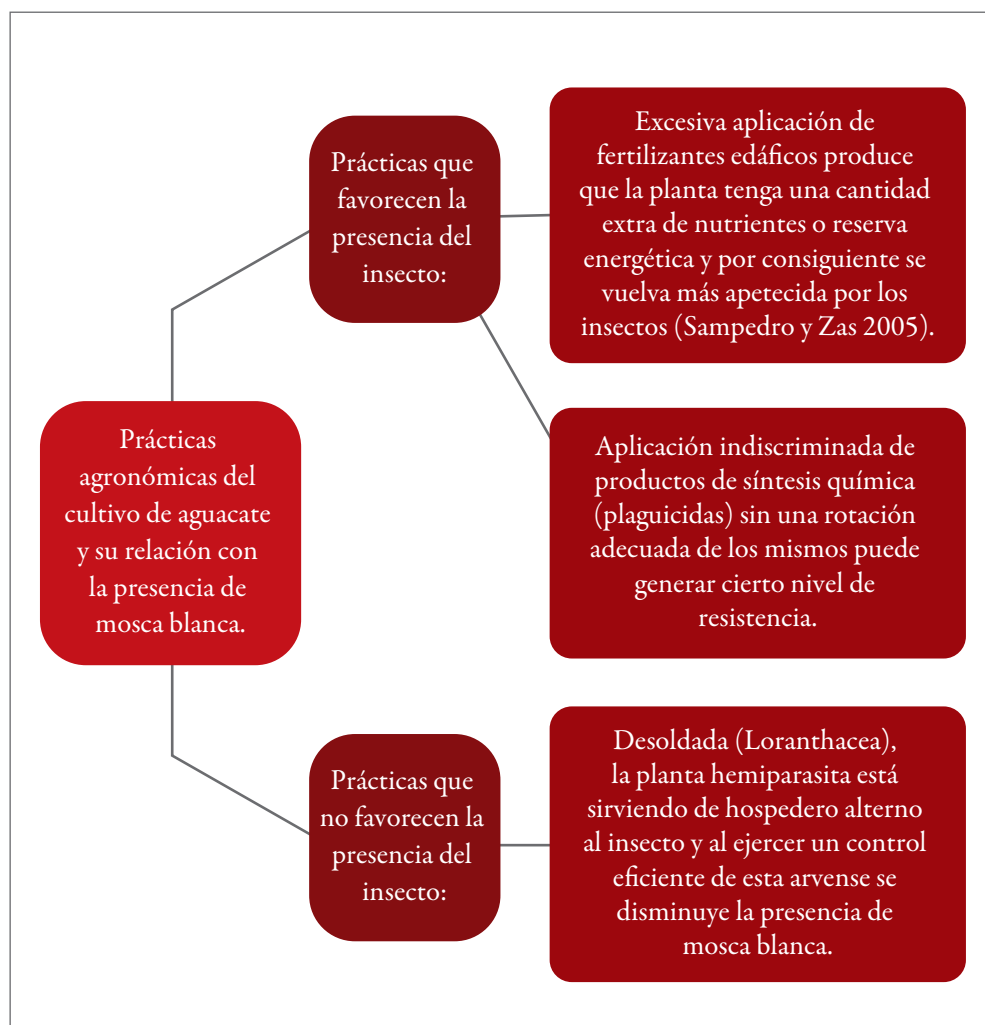 Prácticas
agronómicas del
cultivo de aguacate
y su relación con
la presencia de
mosca blanca.
Prácticas que
favorecen la
presencia del
insecto:
Excesiva aplicación de
fertilizantes edáficos produce
que la planta tenga una cantidad
extra de nutrientes o reserva
energética y por consiguiente se
vuelva más apetecida por los
insectos (Sampedro y Zas 2005).
Aplicación indiscriminada de
productos de síntesis química
(plaguicidas) sin una rotación
adecuada de los mismos puede
generar cierto nivel de
resistencia.
Prácticas que
no favorecen la
presencia del
insecto:
Desoldada (Loranthacea),
la planta hemiparasita está
sirviendo de hospedero alterno
al insecto y al ejercer un control
eficiente de esta arvense se
disminuye la presencia de
mosca blanca.